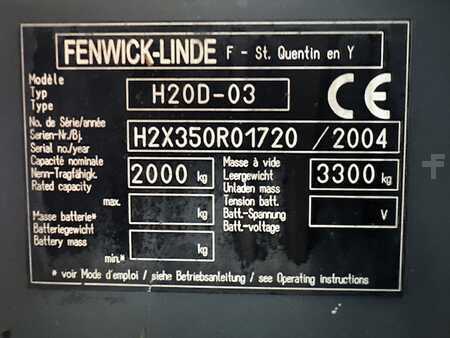 FENWICK-LINDE F - St. Quentin en Y
Modèle
Typ
Type
H20D-03
CE
No. de Série/année
Serien-Nr./Bj.
Serial no./year
H2X350R01720 / 2004
Capacité nominale
Nenn-Tragfähigk.
Rated capacity
2000 kg
Masse à vide
Leergewicht
Unladen mass
3300 kg
max.
kg
Masse batterie*
Batteriegewicht
Battery mass
min.*
kg
Tension batt.
Batt.-Spannung
Batt.-voltage
V
* voir Mode d'emploi / siehe Betriebsanleitung / see Operating instructions